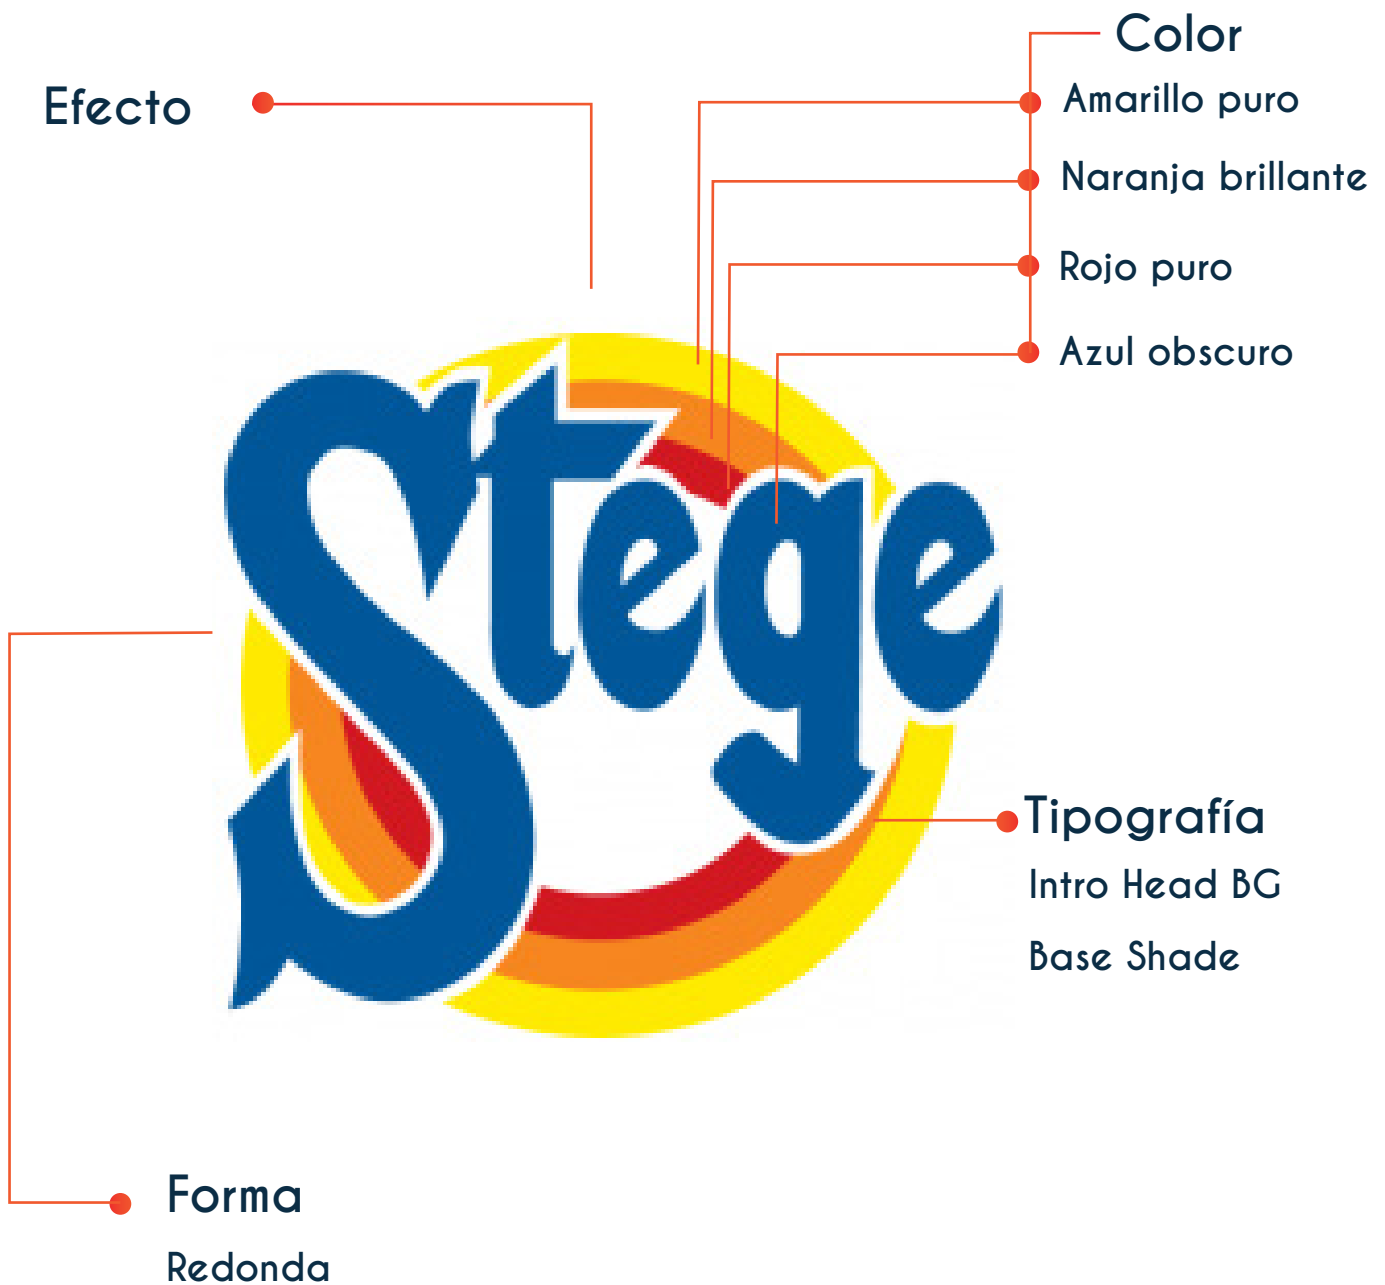 Color
Efecto
Amarillo puro
Naranja brillante
Rojo puro
Azul obscuro
Stege
Tipografía
Intro Head BG
Base Shade
Forma
Redonda